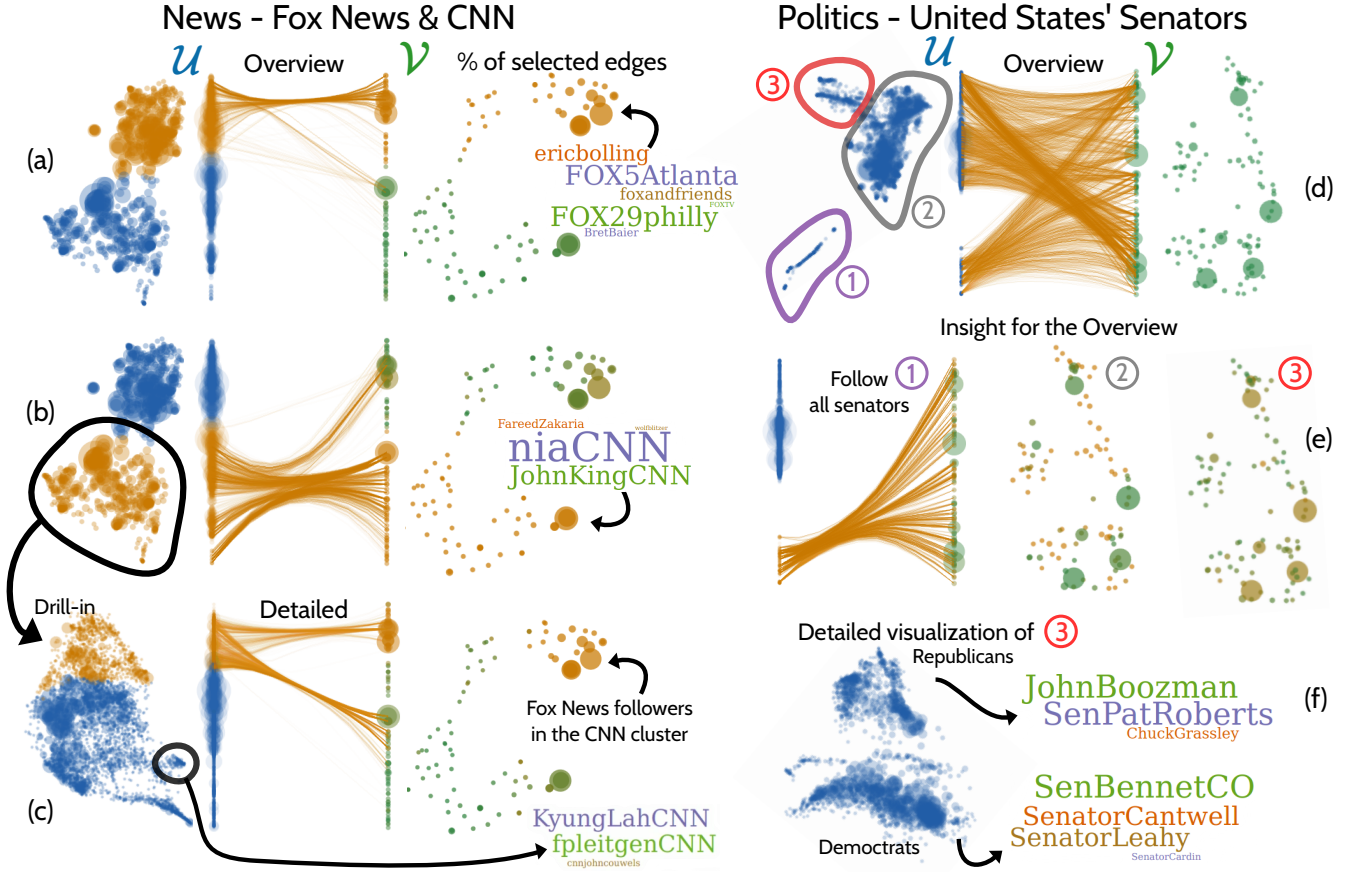 News - Fox News & CNN
U
Overview
V
% of selected edges
(a)
ericbolling
FOX5Atlanta
foxandfriends
FOXTV
FOX29philly
BretBaier
(b)
FareedZakaria
wolfblitzer
niaCNN
JohnKingCNN
Drill-in
Detailed
Fox News followers
in the CNN cluster
(c)
KyungLahCNN
fpleitgenCNN
cnnjohncouwels
Politics - United States' Senators
3
U
Overview
V
2
1
(d)
Insight for the Overview
Follow 1
all senators
2
3
(e)
Detailed visualization of 3
Republicans
JohnBoozman
SenPatRoberts
ChuckGrassley
(f)
SenBennetCO
SenatorCantwell
SenatorLeahy
SenatorCardin
Democtrats